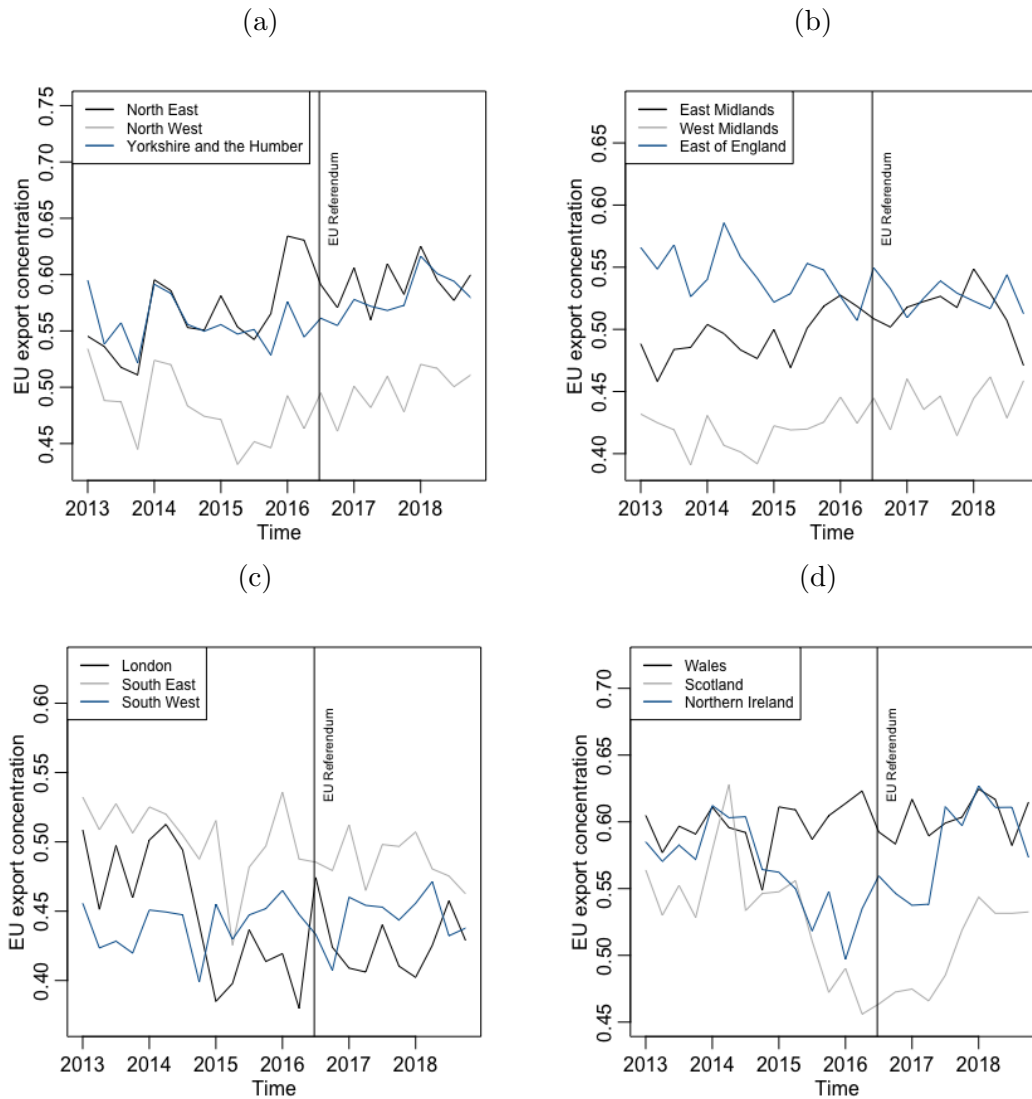 (a)
0.75
0.70
0.65
0.60
0.55
0.50
0.45
EU export concentration
North East
North West
Yorkshire and the Humber
EU Referendum
2013 2014 2015 2016 2017 2018
Time
(b)
0.65
0.60
0.55
0.50
0.45
0.40
EU export concentration
East Midlands
West Midlands
East of England
EU Referendum
2013 2014 2015 2016 2017 2018
Time
(c)
0.60
0.55
0.50
0.45
0.40
EU export concentration
London
South East
South West
EU Referendum
2013 2014 2015 2016 2017 2018
Time
(d)
0.70
0.65
0.60
0.55
0.50
0.45
EU export concentration
Wales
Scotland
Northern Ireland
EU Referendum
2013 2014 2015 2016 2017 2018
Time